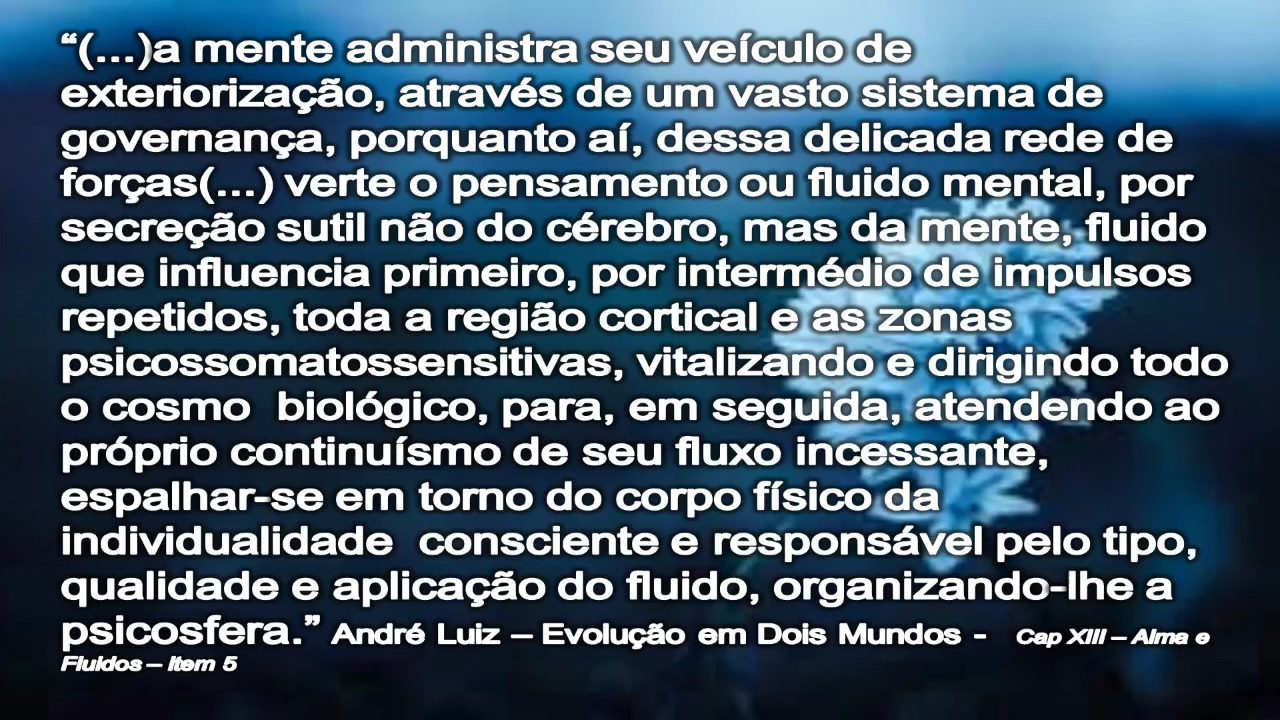 “(...)a mente administra seu veículo de
exteriorização, através de um vasto sistema de
governança, porquanto aí, dessa delicada rede de
forças(...) verte o pensamento ou fluido mental, por
secreção sutil não do cérebro, mas da mente, fluido
que influencia primeiro, por intermédio de impulsos
repetidos, toda a região cortical e as zonas
psicossomatossensitivas, vitalizando e dirigindo todo
o cosmo  biológico, para, em seguida, atendendo ao
próprio continuísmo de seu fluxo incessante,
espalhar-se em torno do corpo físico da
individualidade  consciente e responsável pelo tipo,
qualidade e aplicação do fluido, organizando-lhe a
psicosfera.” André Luiz – Evolução em Dois Mundos -  Cap XIII – Alma e
Fluidos – item 5